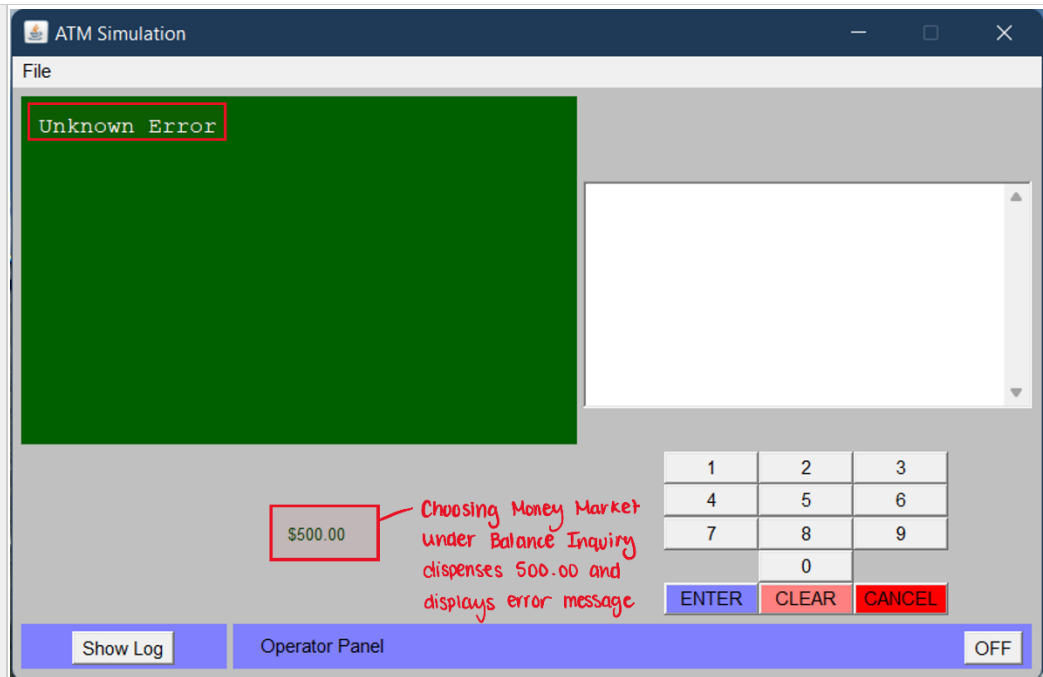 ATM Simulation
File
Unknown Error
$500.00
Choosing Money Market
under Balance Inquiry
dispenses 500.00 and
displays error message
1 2 3
4 5 6
7 8 9
0
ENTER CLEAR CANCEL
Show Log Operator Panel OFF